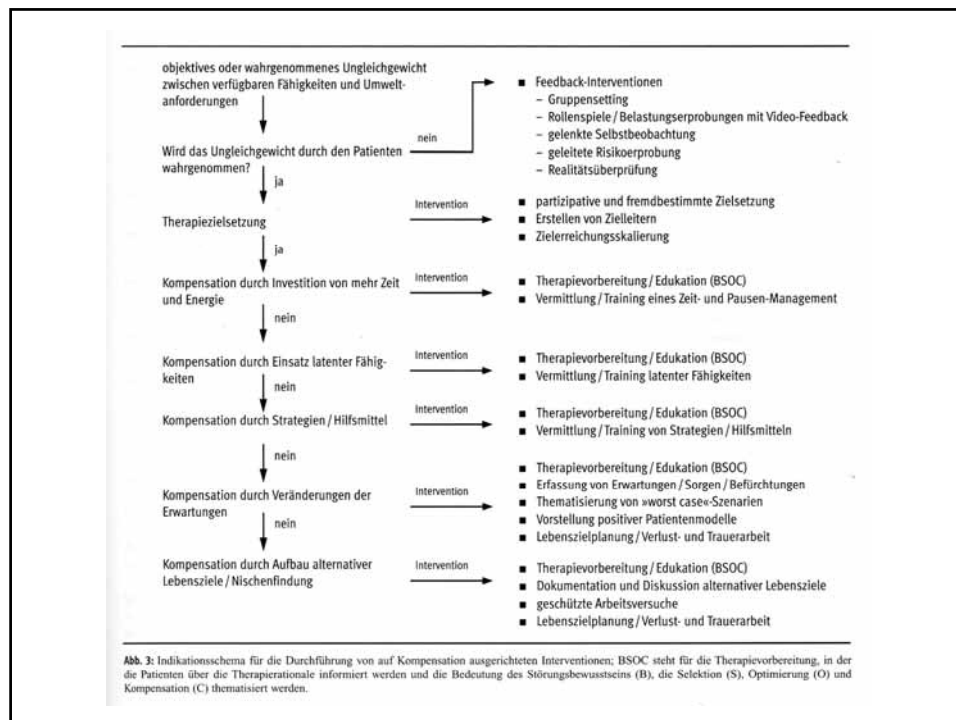 objektives oder wahrgenommenes Ungleichgewicht
zwischen verfügbaren Fähigkeiten und Umwelt-
anforderungen
■ Feedback-Interventionen
– Gruppensetting
– Rollenspiele / Belastungserprobungen mit Video-Feedback
– gelenkte Selbstbeobachtung
– geleitete Risikoerprobung
– Realitätsüberprüfung
nein
Wird das Ungleichgewicht durch den Patienten
wahrgenommen?
ja
Therapiezielsetzung
Intervention
■ partizipative und fremdbestimmte Zielsetzung
■ Erstellen von Zielleitern
■ Zielerreichungsskalierung
ja
Kompensation durch Investition von mehr Zeit
und Energie
Intervention
■ Therapievorbereitung / Edukation (BSOC)
■ Vermittlung / Training eines Zeit- und Pausen-Management
nein
Kompensation durch Einsatz latenter Fähig-
keiten
Intervention
■ Therapievorbereitung / Edukation (BSOC)
■ Vermittlung / Training latenter Fähigkeiten
nein
Kompensation durch Strategien / Hilfsmittel
Intervention
■ Therapievorbereitung / Edukation (BSOC)
■ Vermittlung / Training von Strategien / Hilfsmitteln
nein
Kompensation durch Veränderungen der
Erwartungen
Intervention
■ Therapievorbereitung / Edukation (BSOC)
■ Erfassung von Erwartungen / Sorgen / Befürchtungen
■ Thematisierung von »worst case«-Szenarien
■ Vorstellung positiver Patientenmodelle
■ Lebenszielplanung / Verlust- und Trauerarbeit
nein
Kompensation durch Aufbau alternativer
Lebensziele / Nischenfindung
Intervention
■ Therapievorbereitung / Edukation (BSOC)
■ Dokumentation und Diskussion alternativer Lebensziele
■ geschützte Arbeitsversuche
■ Lebenszielplanung / Verlust- und Trauerarbeit
Abb. 3: Indikationsschema für die Durchführung von auf Kompensation ausgerichteten Interventionen; BSOC steht für die Therapievorbereitung, in der
die Patienten über die Therapierationale informiert werden und die Bedeutung des Störungsbewusstseins (B), die Selektion (S), Optimierung (O) und
Kompensation (C) thematisiert werden.